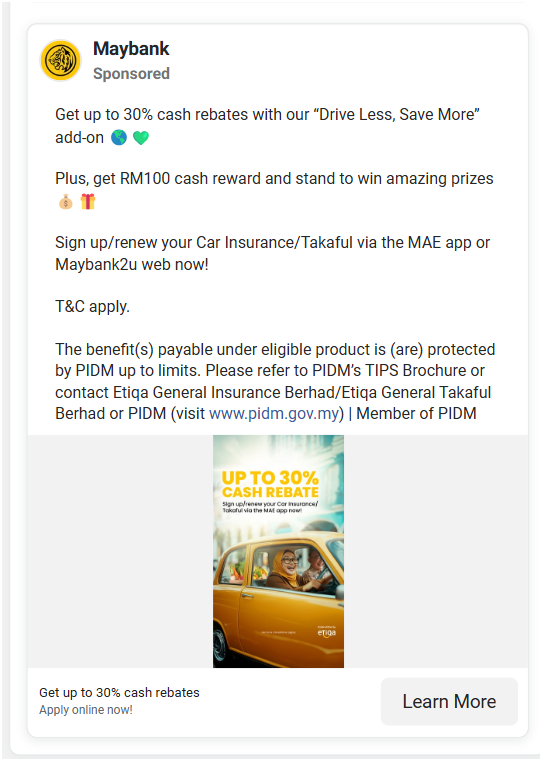 Maybank
Sponsored
Get up to 30% cash rebates with our “Drive Less, Save More”
add-on 🌎 💚
Plus, get RM100 cash reward and stand to win amazing prizes
💰 🎁
Sign up/renew your Car Insurance/Takaful via the MAE app or
Maybank2u web now!
T&C apply.
The benefit(s) payable under eligible product is (are) protected
by PIDM up to limits. Please refer to PIDM’s TIPS Brochure or
contact Etiqa General Insurance Berhad/Etiqa General Takaful
Berhad or PIDM (visit www.pidm.gov.my) | Member of PIDM
UP TO 30%
CASH REBATE
Sign up/renew your Car Insurance/
Takaful via the MAE app now!
etiqa
Get up to 30% cash rebates
Apply online now!
Learn More